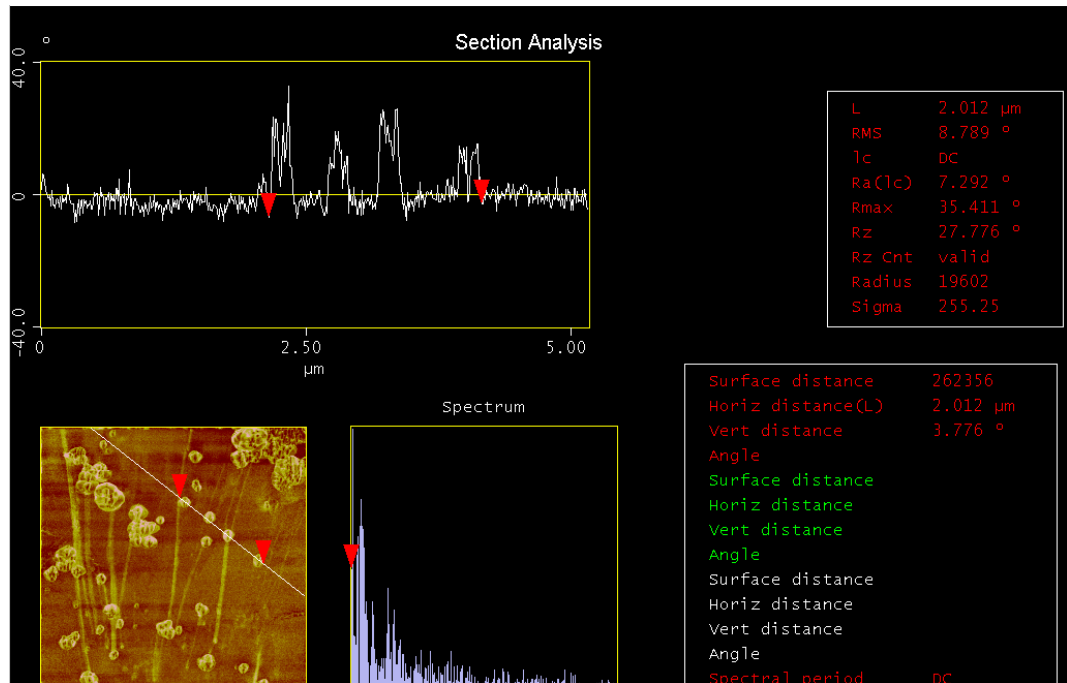 Section Analysis
40.0
o
0
-40.0
0
2.50
5.00
µm
L 2.012 µm
RMS 8.789 º
lc DC
Ra(lc) 7.292 º
Rmax 35.411 º
Rz 27.776 º
Rz Cnt valid
Radius 19602
Sigma 255.25
Spectrum
Surface distance 262356
Horiz distance(L) 2.012 µm
Vert distance 3.776 º
Angle
Surface distance
Horiz distance
Vert distance
Angle
Surface distance
Horiz distance
Vert distance
Angle
Spectral period DC